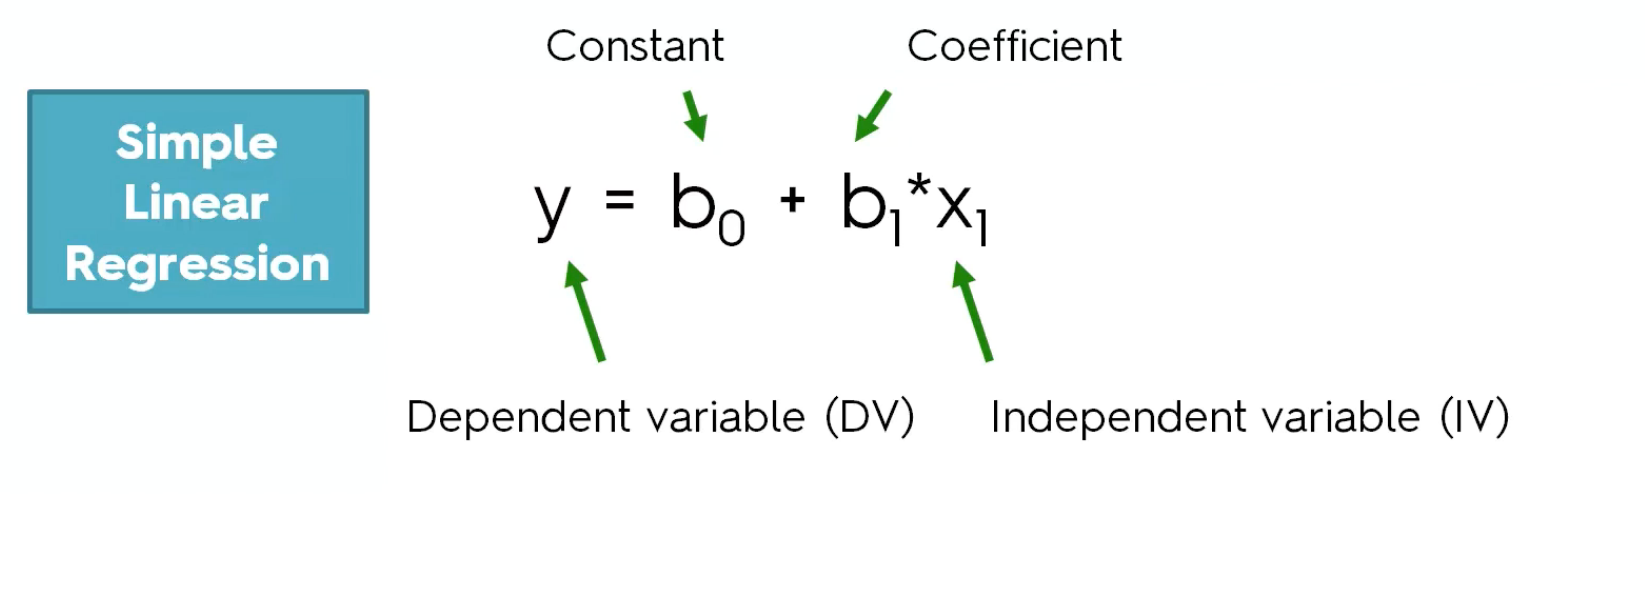 Constant
Coefficient
Simple
Linear
Regression
y = b₀ + b₁*x₁
Dependent variable (DV)
Independent variable (IV)